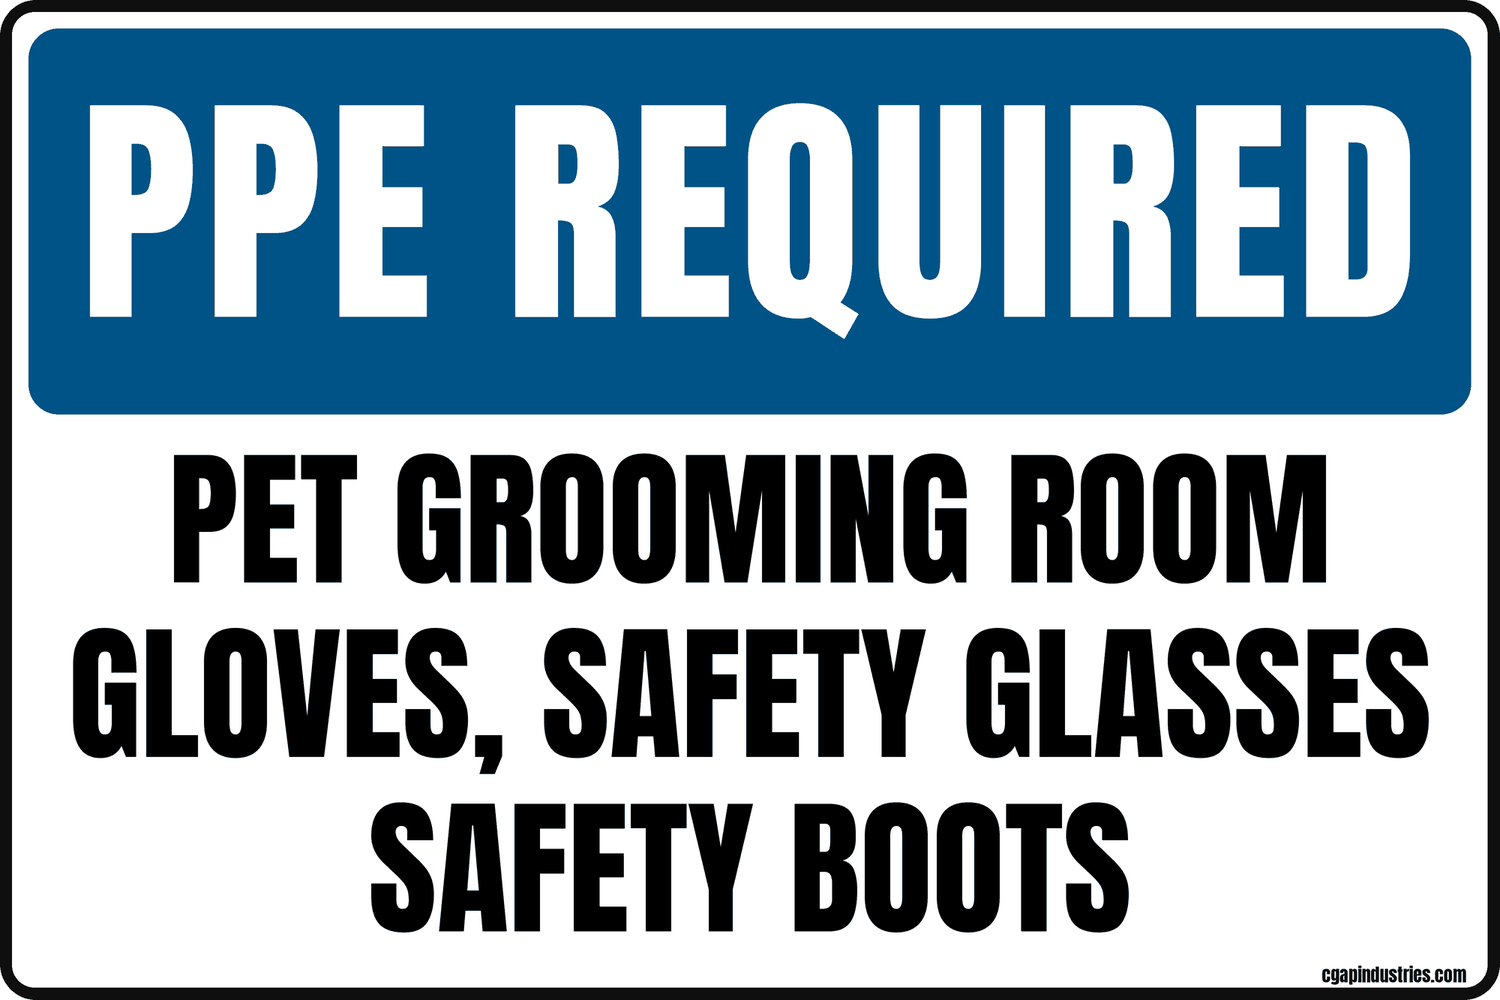 PPE REQUIRED
PET GROOMING ROOM
GLOVES, SAFETY GLASSES
SAFETY BOOTS
cgapindustries.com